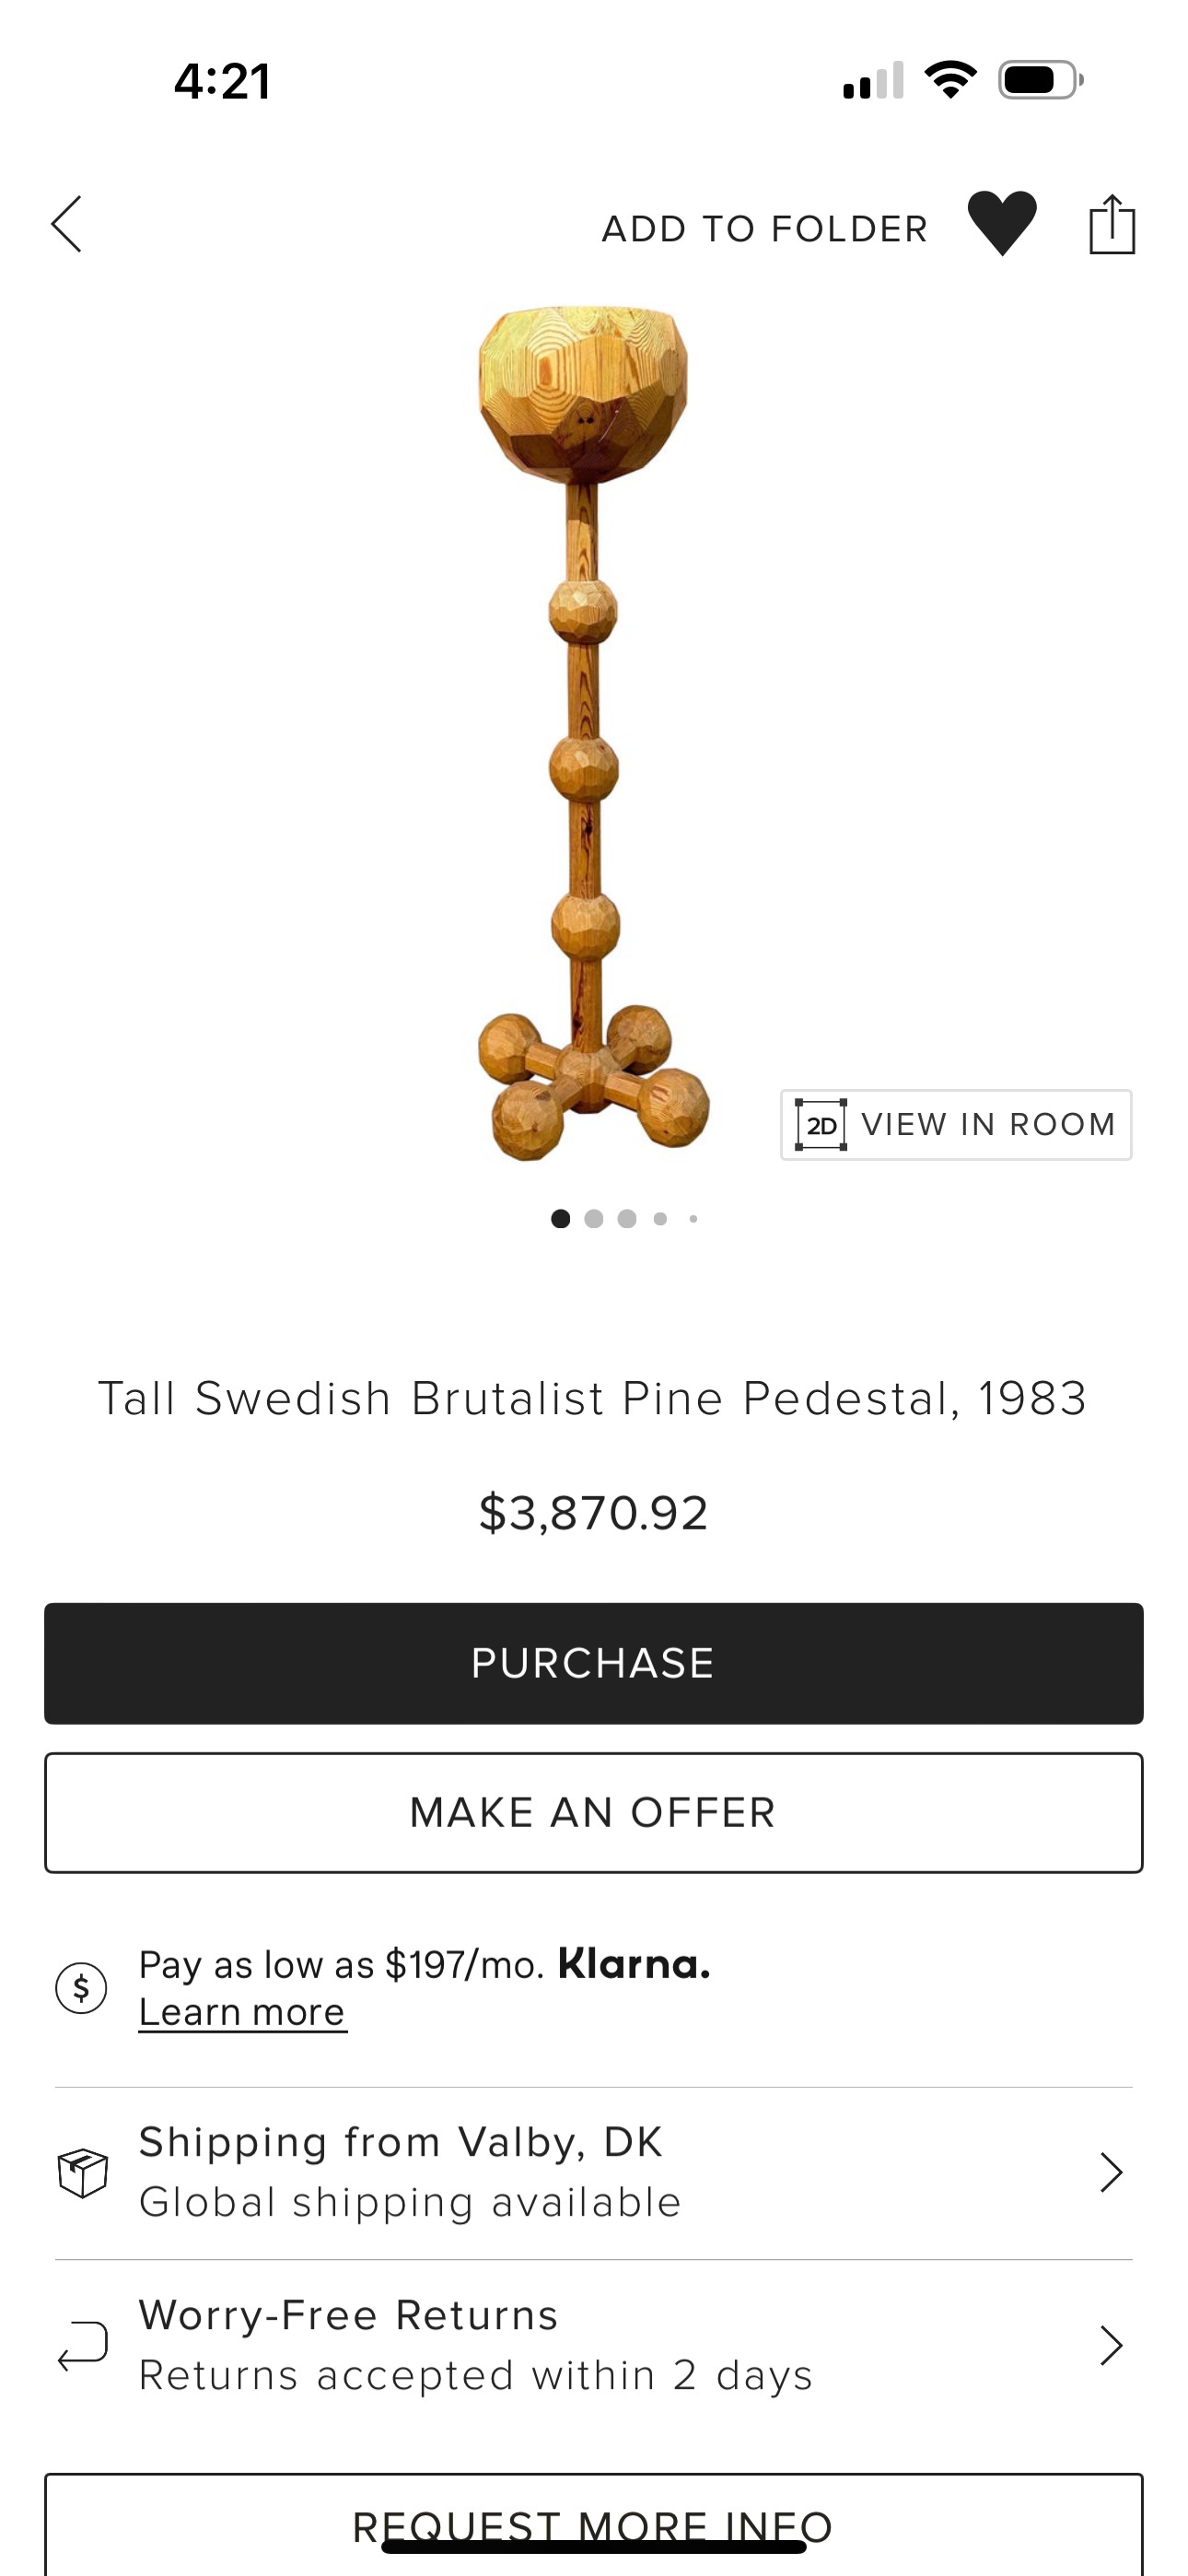 4:21
ADD TO FOLDER
2D VIEW IN ROOM
Tall Swedish Brutalist Pine Pedestal, 1983
$3,870.92
PURCHASE
MAKE AN OFFER
$
Pay as low as $197/mo. Klarna.
Learn more
Shipping from Valby, DK
Global shipping available
Worry-Free Returns
Returns accepted within 2 days
REQUEST MORE INFO